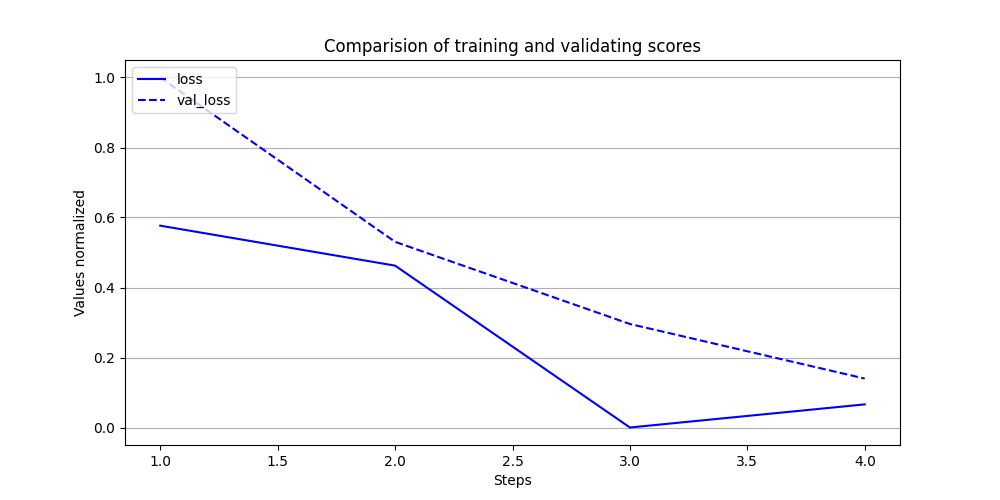 Comparision of training and validating scores
loss
val_loss
Values normalized
1.0
0.8
0.6
0.4
0.2
0.0
1.0 1.5 2.0 2.5 3.0 3.5 4.0
Steps